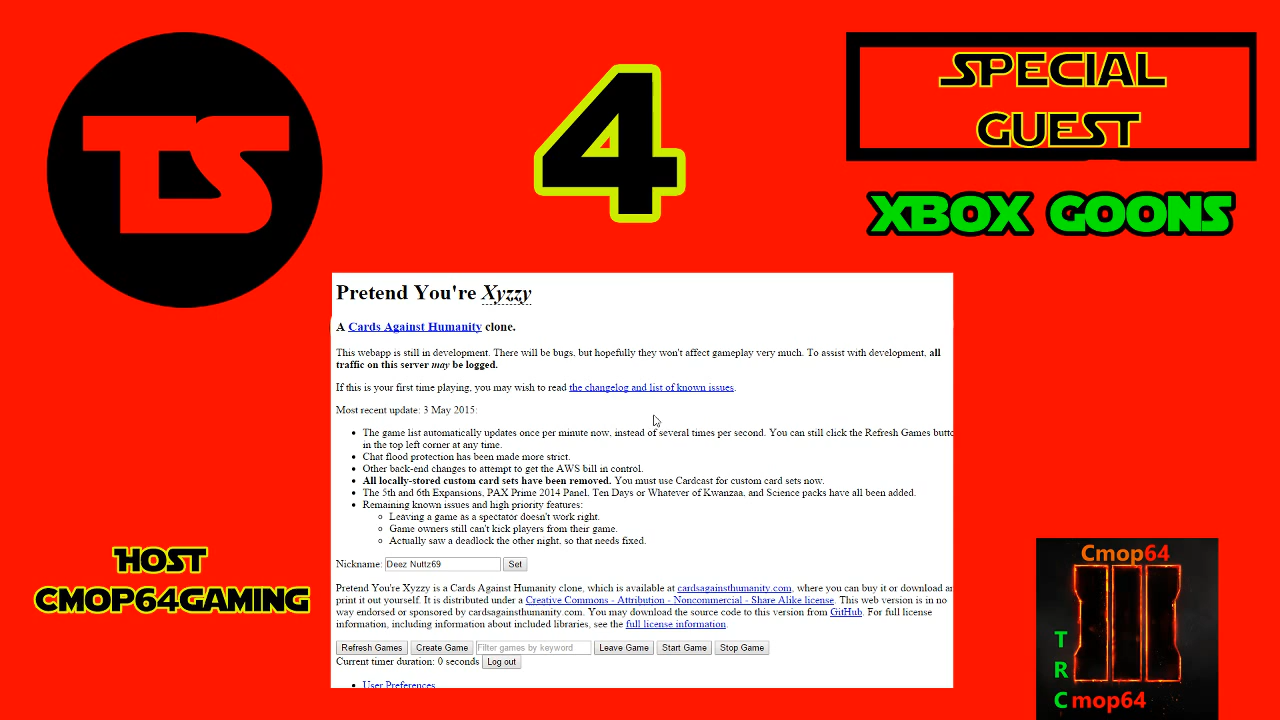 TS
4
SPECIAL
GUEST
XBOX GOONS
Pretend You're Xyzzy
A Cards Against Humanity clone.
This webapp is still in development. There will be bugs, but hopefully they won't affect gameplay very much. To assist with development, all
traffic on this server may be logged.
If this is your first time playing, you may wish to read the changelog and list of known issues.
Most recent update: 3 May 2015:
The game list automatically updates once per minute now, instead of several times per second. You can still click the Refresh Games butto
in the top left corner at any time.
Chat flood protection has been made more strict.
Other back-end changes to attempt to get the AWS bill in control.
All locally-stored custom card sets have been removed. You must use Cardcast for custom card sets now.
The 5th and 6th Expansions, PAX Prime 2014 Panel, Ten Days or Whatever of Kwanzaa, and Science packs have all been added.
Remaining known issues and high priority features:
Leaving a game as a spectator doesn't work right.
Game owners still can't kick players from their game.
Actually saw a deadlock the other night, so that needs fixed.
Nickname: Deez Nuttz69 Set
Pretend You're Xyzzy is a Cards Against Humanity clone, which is available at cardsagainsthumanity.com, where you can buy it or download an
print it out yourself. It is distributed under a Creative Commons - Attribution - Noncommercial - Share Alike license. This web version is in no
way endorsed or sponsored by cardsagainsthumanity.com. You may download the source code to this version from GitHub. For full license
information, including information about included libraries, see the full license information.
Refresh Games Create Game Filter games by keyword Leave Game Start Game Stop Game
Current timer duration: 0 seconds Log out
User Preferences
HOST
CMOP64GAMING
Cmop64
III
T
R
Cmop64